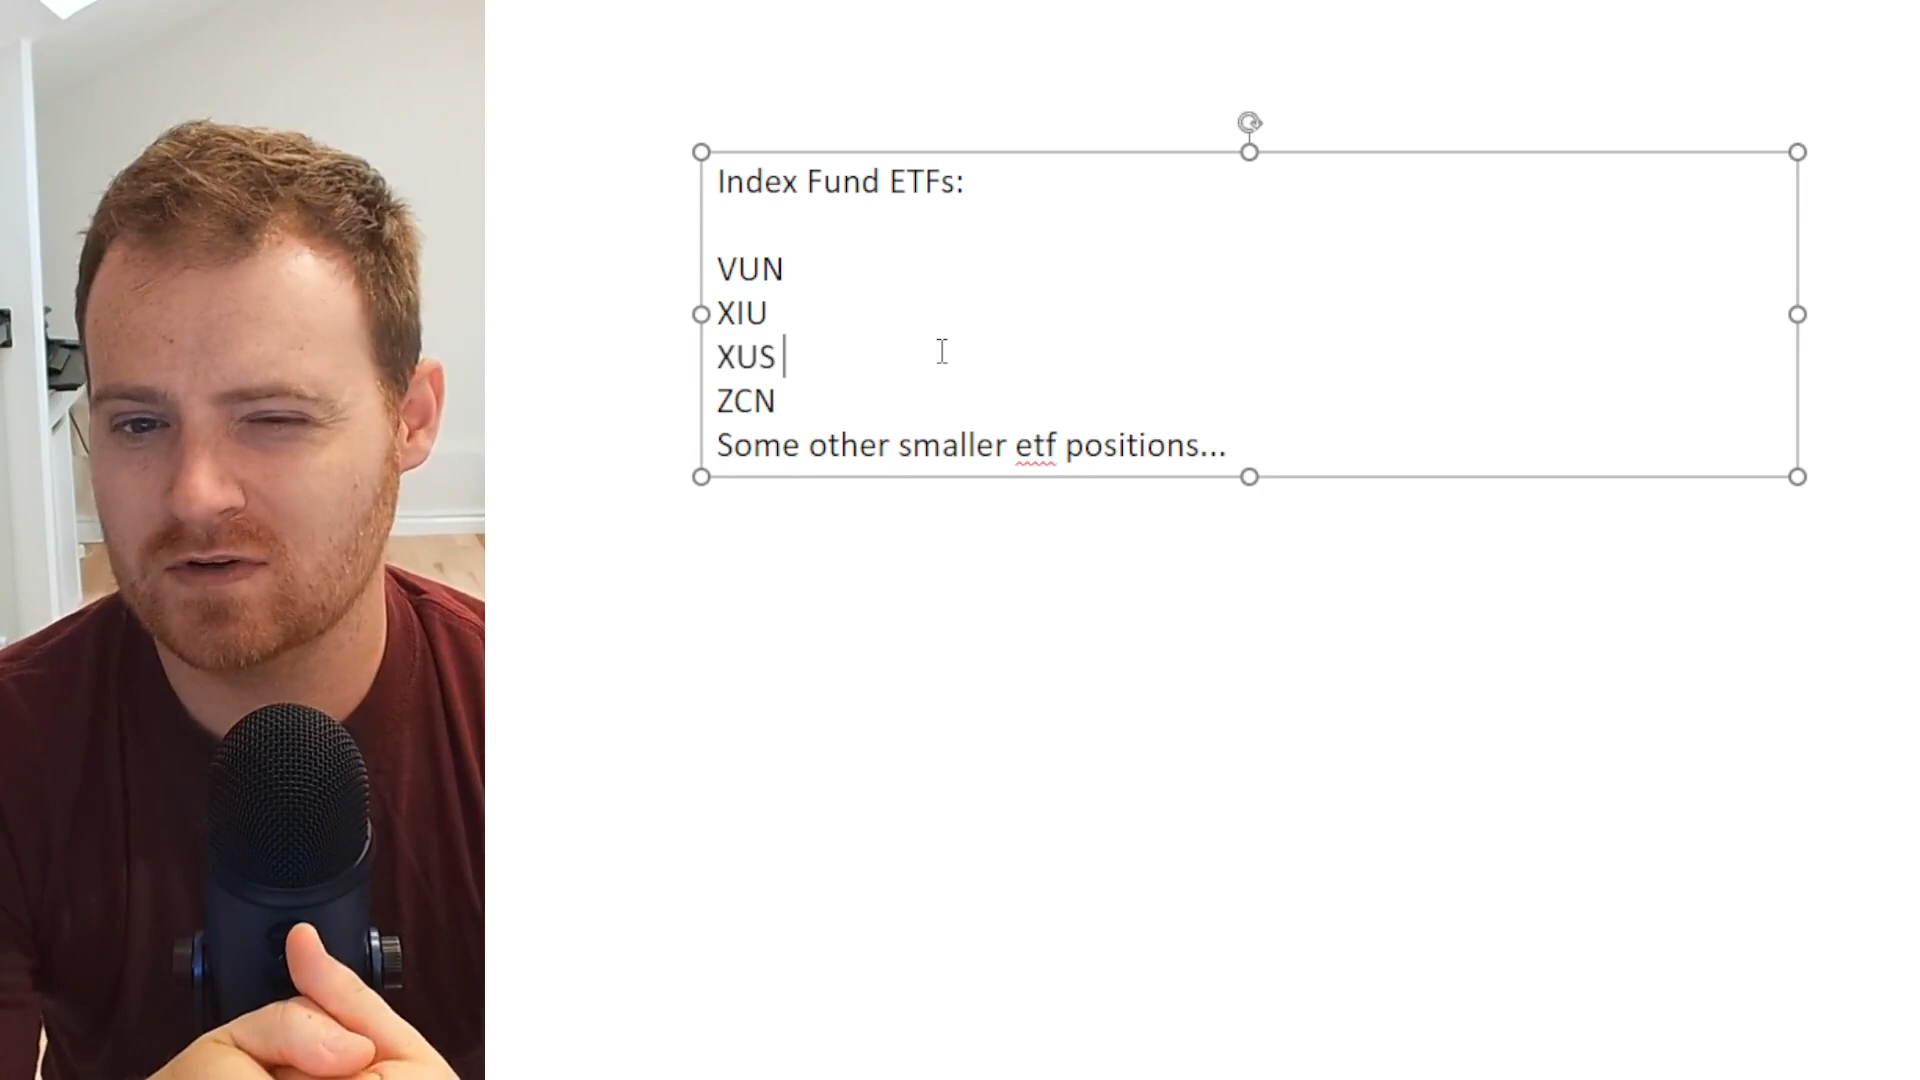 Index Fund ETFs:
VUN
XIU
XUS
ZCN
Some other smaller etf positions...